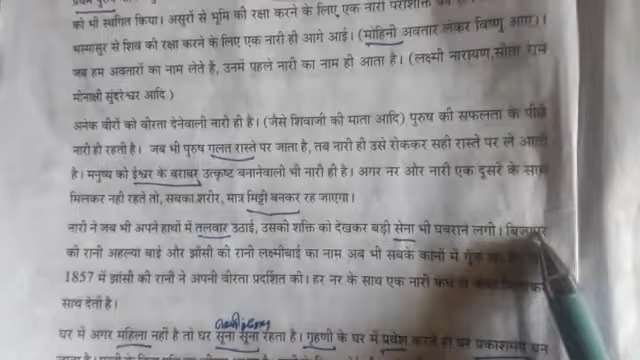 को भी स्थगित किया। असुरों से भूमि की रक्षा करने के लिए एक नारी
भस्मासुर से शिव की रक्षा करने के लिए एक नारी ही आगे आई। (मोहिनी अवतार लेकर विष्णु आए)।
जब हम अवतारों का नाम लेते हैं, उनमें पहले नारी का नाम ही आता है। (लक्ष्मी नारायण,सीता राम
मीनाक्षी सुंदरेश्वर आदि )
अनेक वीरों को वीरता देनेवाली नारी ही है। (जैसे शिवाजी की माता आदि) पुरुष की सफलता के पीछे
नारी ही रहती है। जब भी पुरुष गलत रास्ते पर जाता है, तब नारी ही उसे रोककर सही रास्ते पर ले आती
है। मनुष्य को ईश्वर के बराबर उत्कृष्ट बनानेवाली भी नारी ही है। अगर नर और नारी एक दूसरे के साथ
मिलकर नही रहते तो, सबका शरीर, मात्र मिट्टी बनकर रह जाएगा।
नारी ने जब भी अपने हाथों में तलवार उठाई, उसकी शक्ति को देखकर बड़ी सेना भी घबराने लगी।
की रानी अहल्या बाई और झाँसी की रानी लक्ष्मीबाई का नाम अब भी सबके कानों में गूँज
1857 में झाँसी की रानी ने अपनी वीरता प्रदर्शित की। हर नर के साथ एक नारी
साथ देती है।
घर में अगर महिला नहीं है तो घर सूना सूना रहता है। गृहणी के घर में प्रवेश करते ही घर प्रकाशमय बन
जाता है।